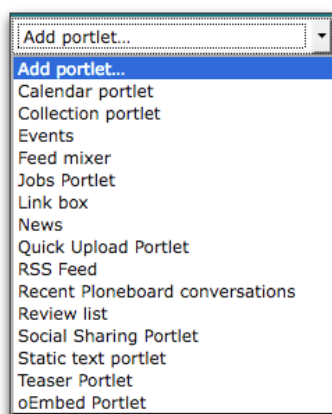 Add portlet...
Add portlet...
Calendar portlet
Collection portlet
Events
Feed mixer
Jobs Portlet
Link box
News
Quick Upload Portlet
RSS Feed
Recent Ploneboard conversations
Review list
Social Sharing Portlet
Static text portlet
Teaser Portlet
oEmbed Portlet